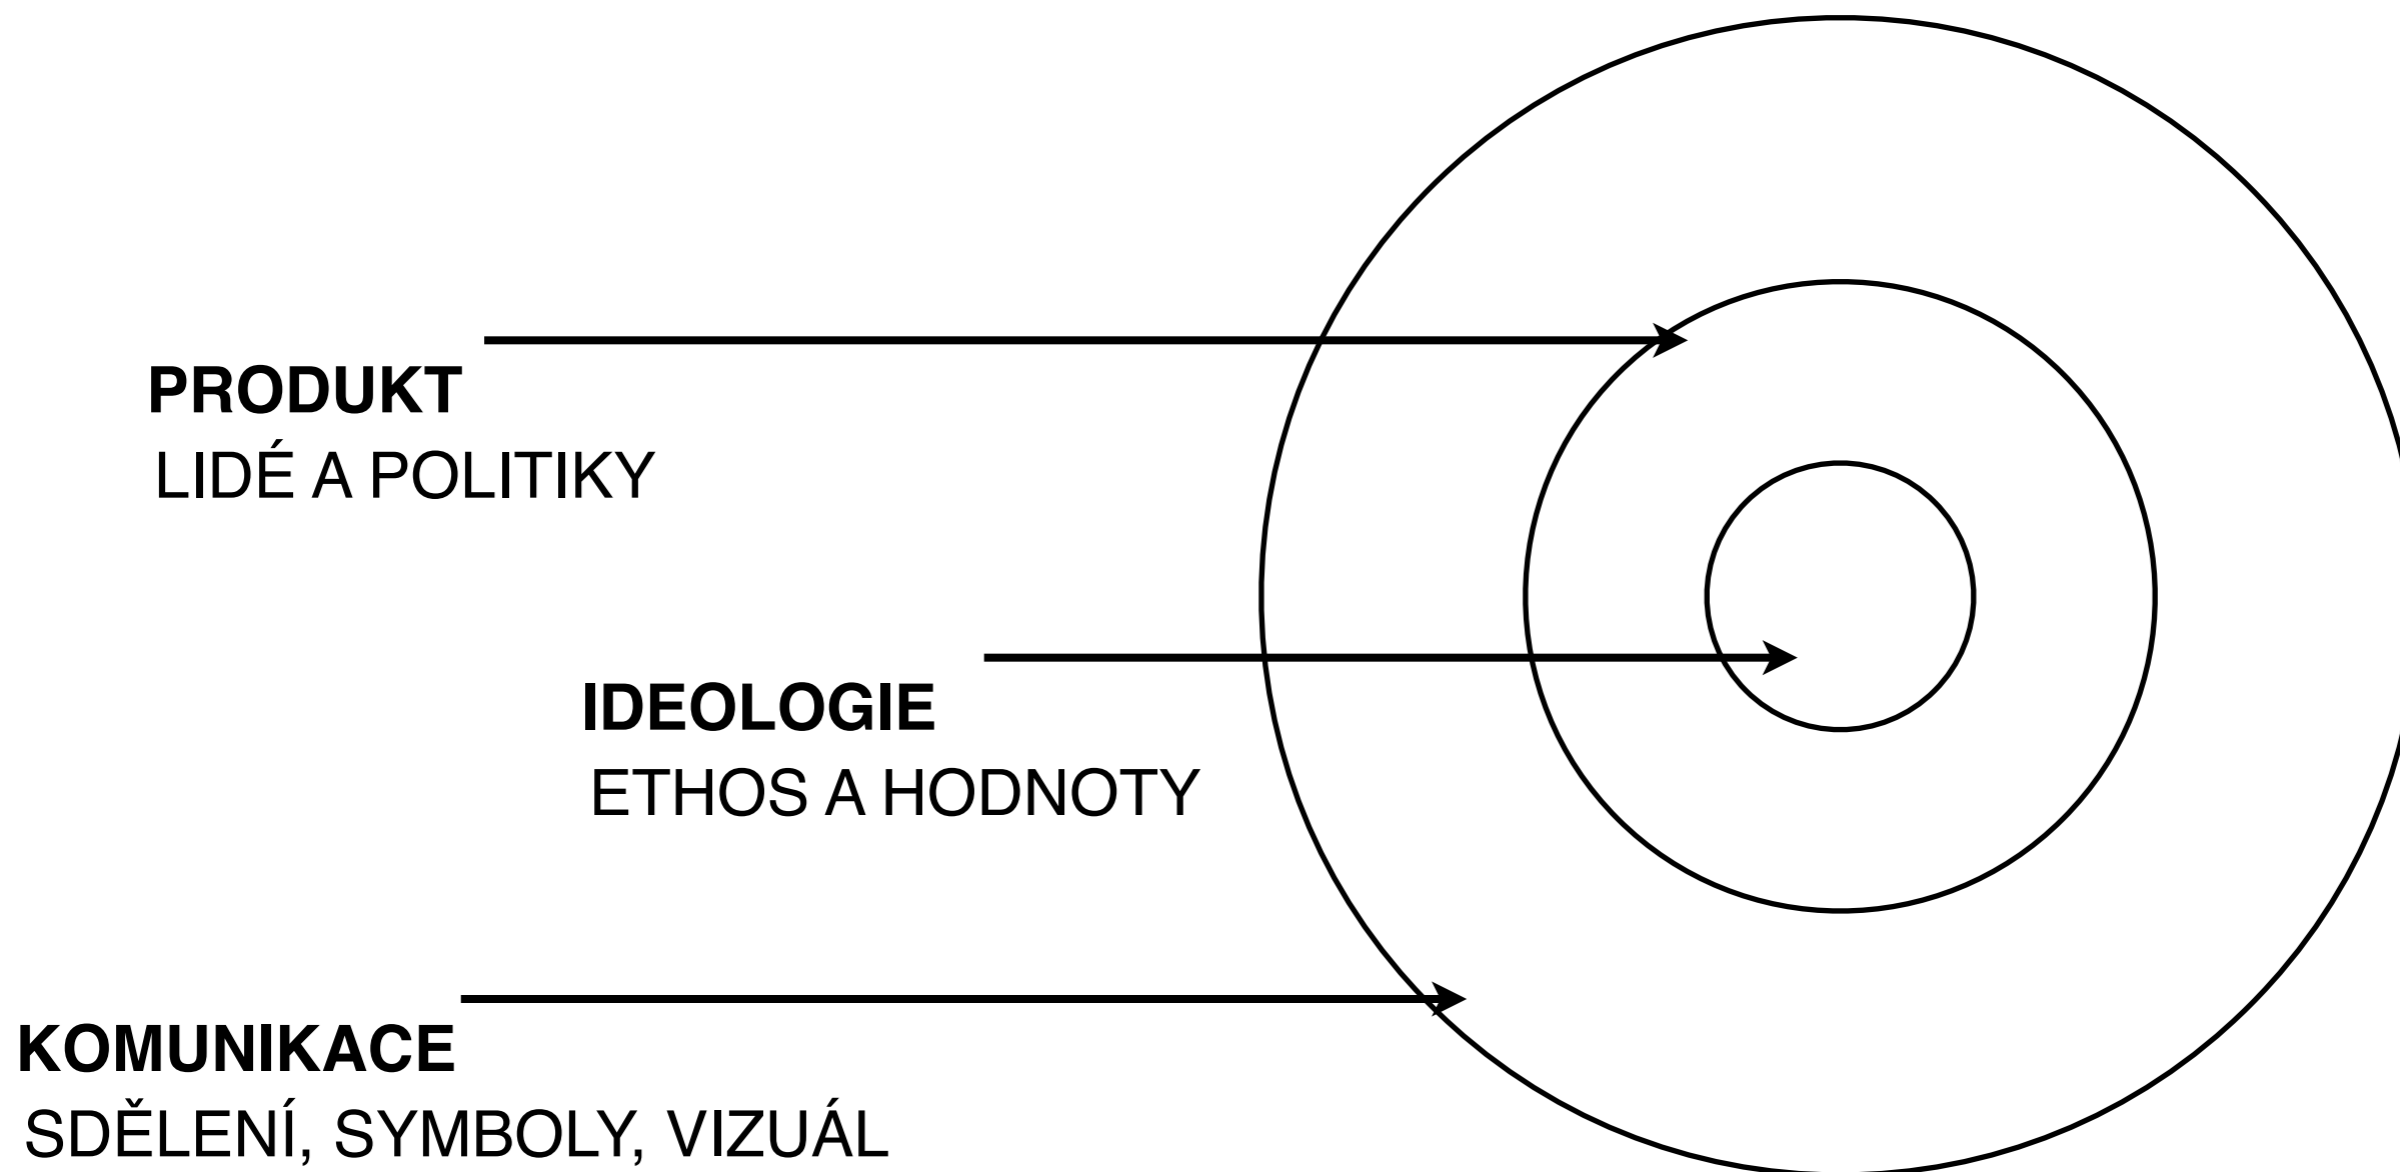 PRODUKT
LIDÉ A POLITIKY
IDEOLOGIE
ETHOS A HODNOTY
KOMUNIKACE
SDĚLENÍ, SYMBOLY, VIZUÁL